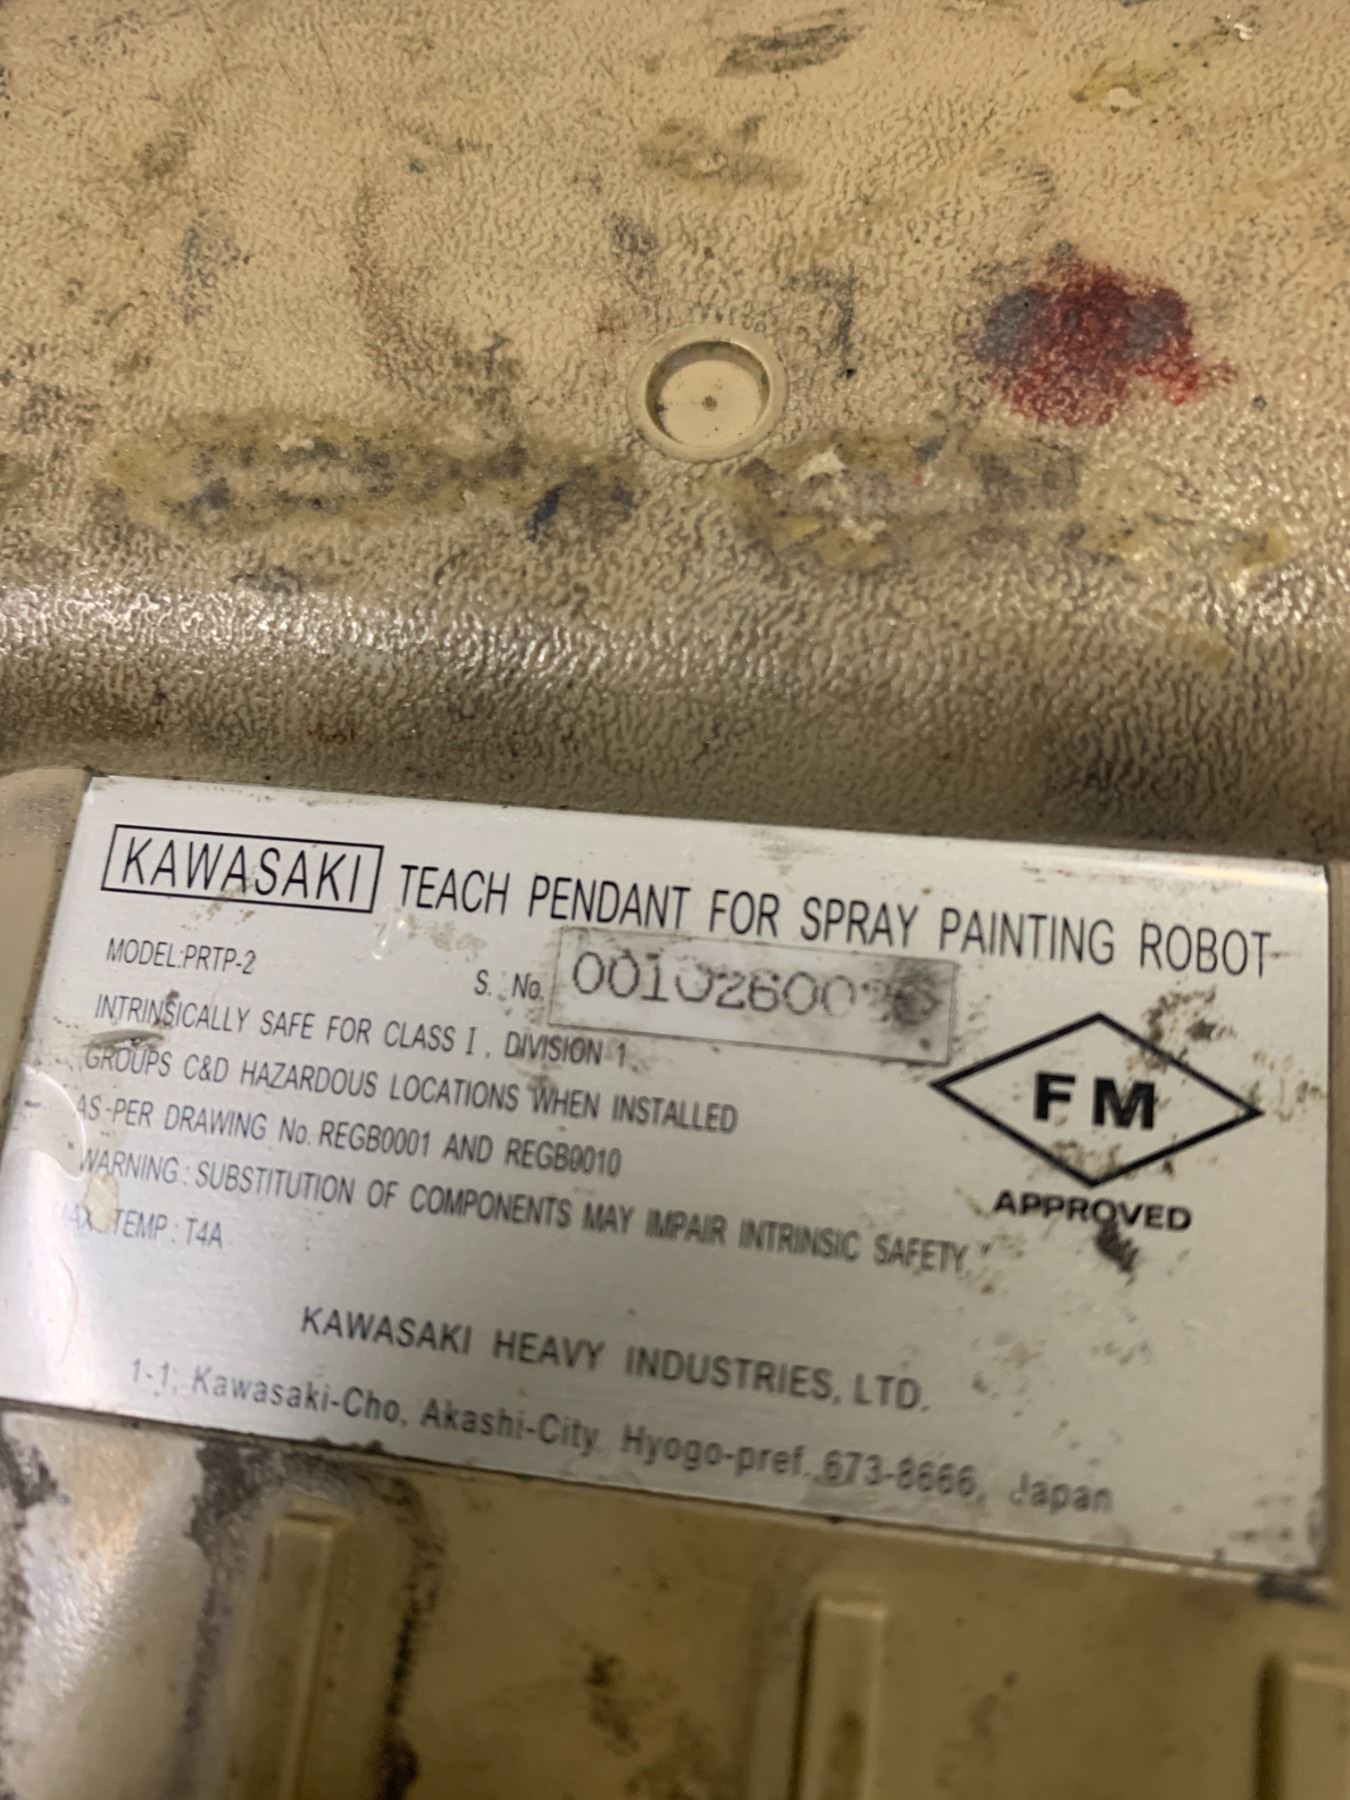 KAWASAKI TEACH PENDANT FOR SPRAY PAINTING ROBOT
MODEL:PRTP-2 S. No.
INTRINSICALLY SAFE FOR CLASS I, DIVISION 1
GROUPS C&D HAZARDOUS LOCATIONS WHEN INSTALLED
AS PER DRAWING No. REGB0001 AND REGB0010
"WARNING: SUBSTITUTION OF COMPONENTS MAY IMPAIR INTRINSIC SAFETY."
TEMP: T4A
FM
APPROVED
KAWASAKI HEAVY INDUSTRIES, LTD.
1-1, Kawasaki-Cho, Akashi-City Hyogo-pref. 673-8666, Japan